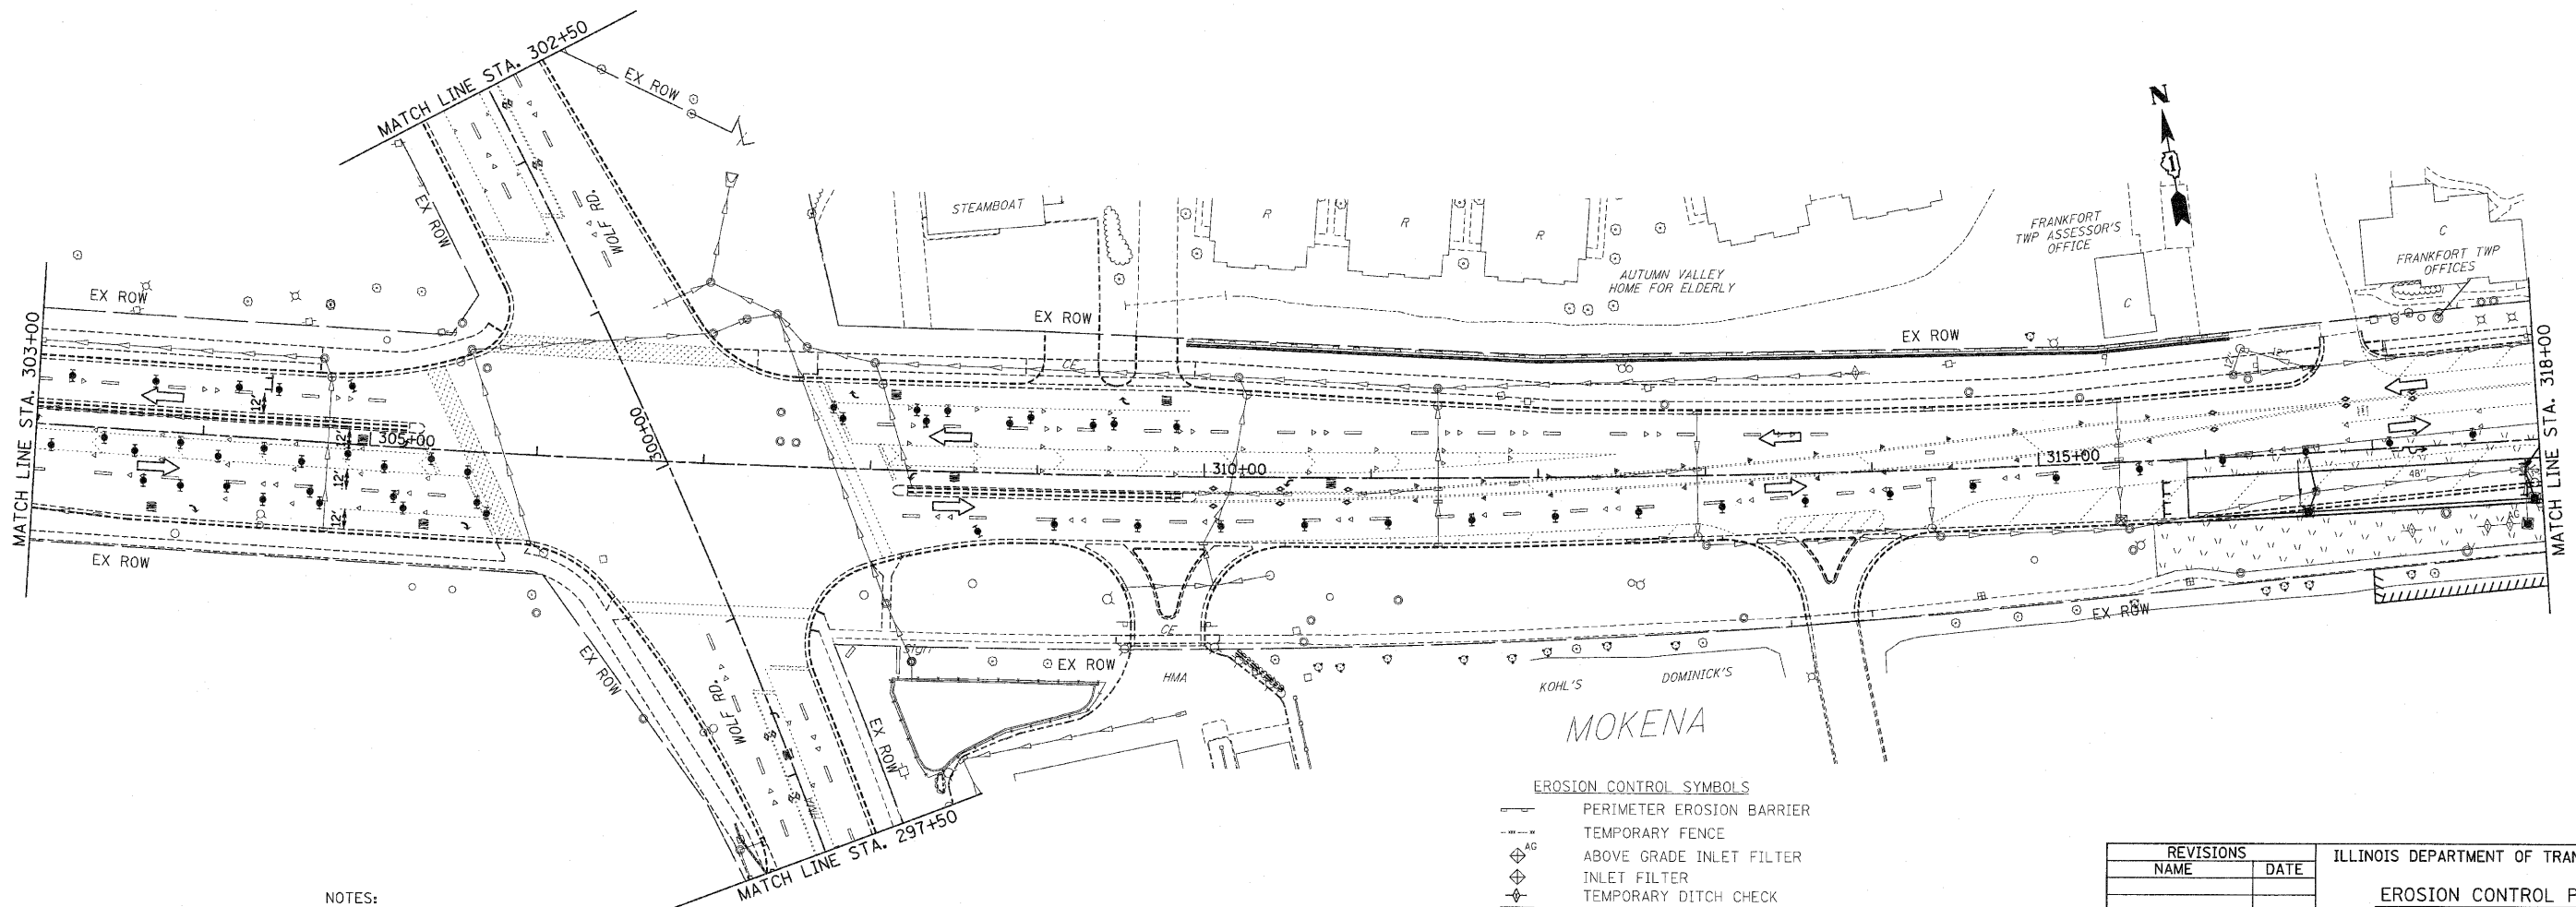 MATCH LINE STA. 302+50
EX ROW
EX ROW
WOLF RD.
N
1
STEAMBOAT
R
R
R
FRANKFORT
TWP ASSESSOR'S
OFFICE
C
C
FRANKFORT TWP
OFFICES
AUTUMN VALLEY
HOME FOR ELDERLY
EX ROW
EX ROW
EX ROW
MATCH LINE STA. 303+00
MATCH LINE STA. 318+00
CE
12'
12'
12'
12'
305+00
300+00
310+00
315+00
48"
AG
EX ROW
EX ROW
EX ROW
EX ROW
EX ROW
WOLF RD.
sign
CE
HMA
HMA
KOHL'S
DOMINICK'S
MOKENA
MATCH LINE STA. 297+50
EROSION CONTROL SYMBOLS
PERIMETER EROSION BARRIER
TEMPORARY FENCE
AG ABOVE GRADE INLET FILTER
INLET FILTER
TEMPORARY DITCH CHECK
NOTES:
REVISIONS
NAME DATE
ILLINOIS DEPARTMENT OF TRAN
EROSION CONTROL P